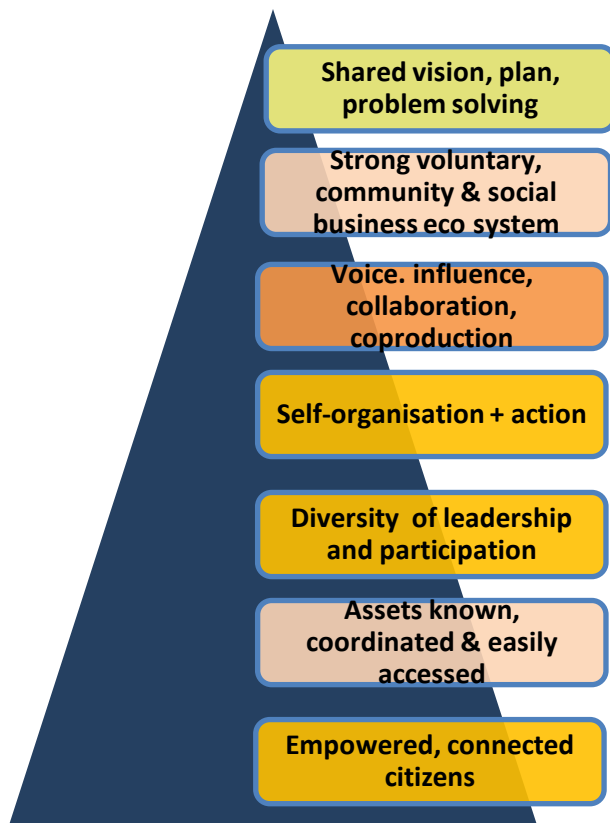 Shared vision, plan,
problem solving
Strong voluntary,
community & social
business eco system
Voice. influence,
collaboration,
coproduction
Self-organisation + action
Diversity  of leadership
and participation
Assets known,
coordinated & easily
accessed
Empowered, connected
citizens